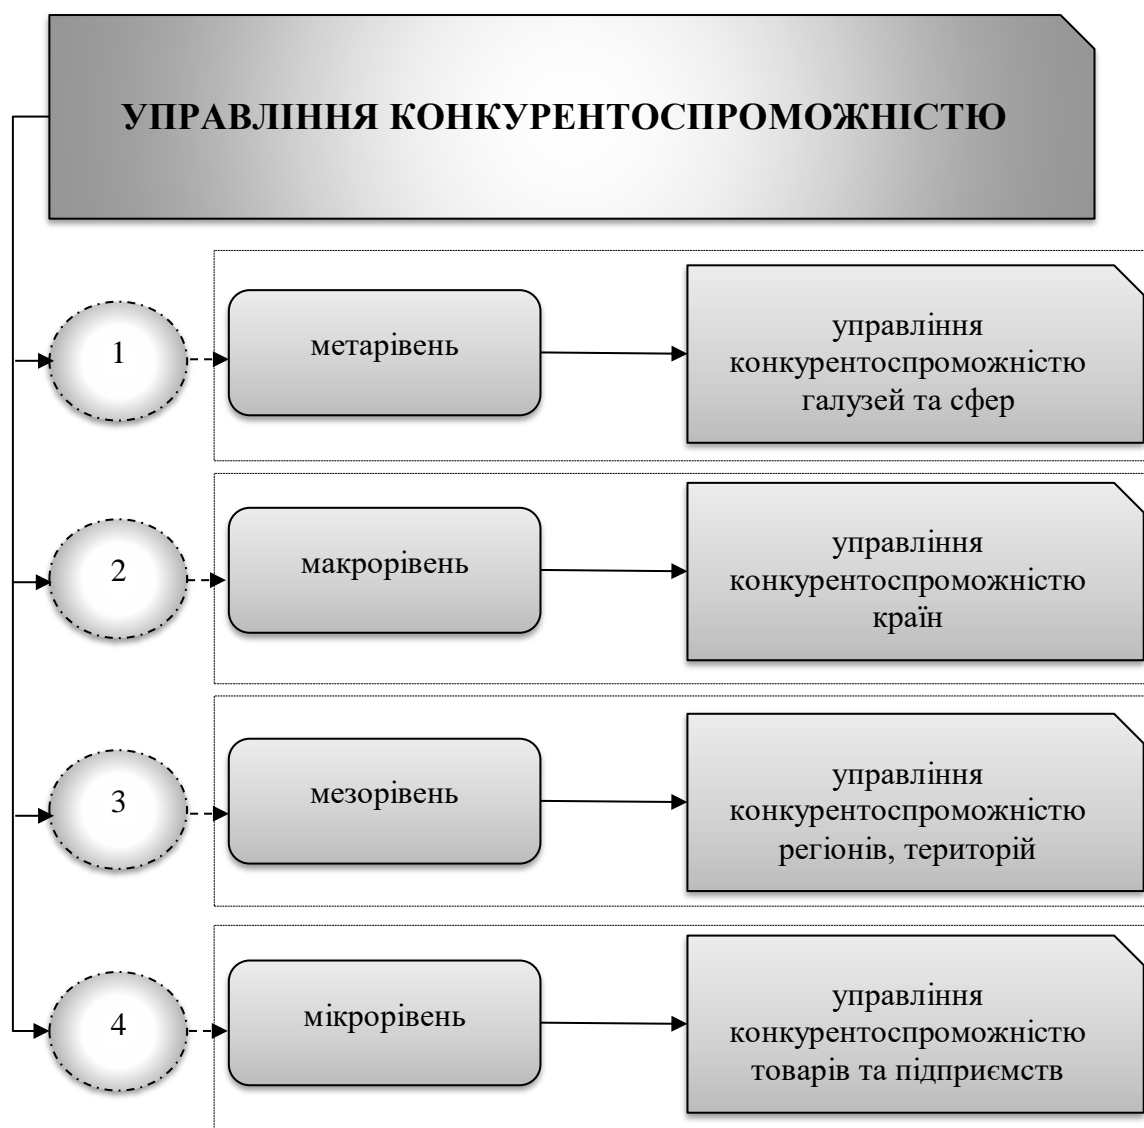 УПРАВЛІННЯ КОНКУРЕНТОСПРОМОЖНІСТЮ
1
метарівень
управління
конкурентоспроможністю
галузей та сфер
2
макрорівень
управління
конкурентоспроможністю
країн
3
мезорівень
управління
конкурентоспроможністю
регіонів, територій
4
мікрорівень
управління
конкурентоспроможністю
товарів та підприємств